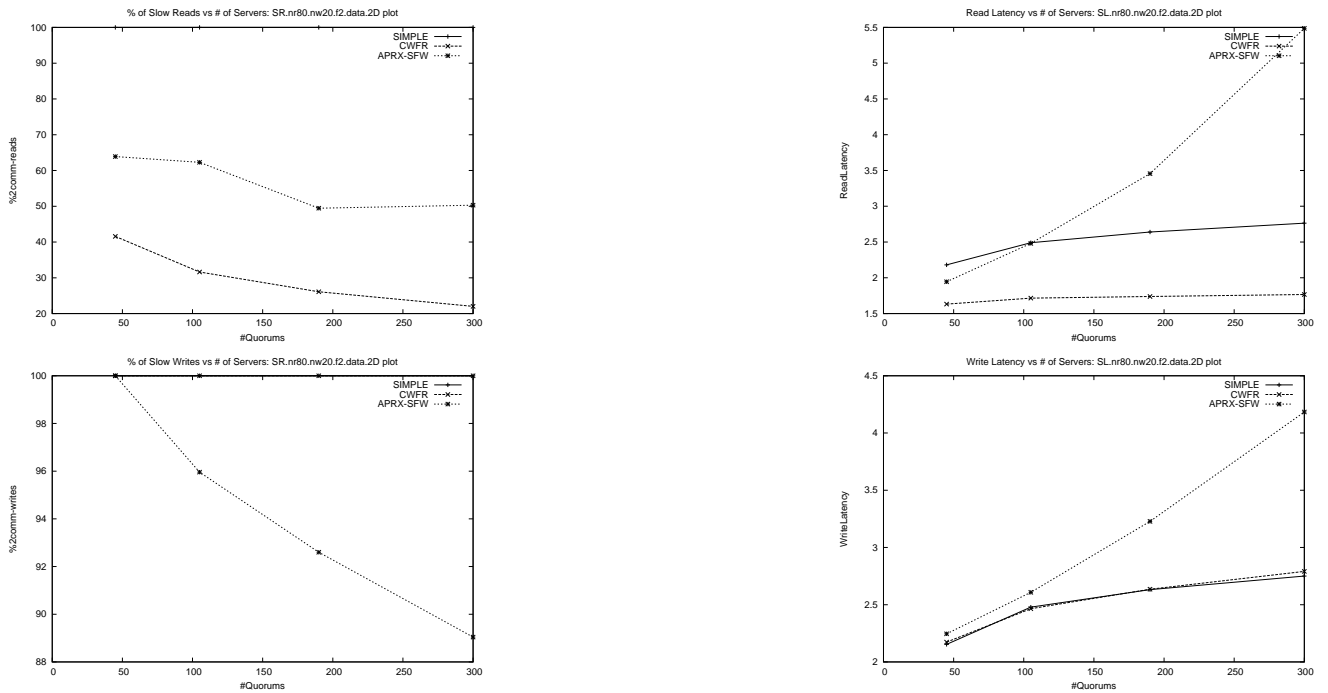 % of Slow Reads vs # of Servers: SR.nr80.nw20.f2.data.2D plot
100
90
80
70
60
50
40
30
20
0 50 100 150 200 250 300
%2comm-reads
#Quorums
SIMPLE
CWFR
APRX-SFW
Read Latency vs # of Servers: SL.nr80.nw20.f2.data.2D plot
5.5
5
4.5
4
3.5
3
2.5
2
1.5
0 50 100 150 200 250 300
ReadLatency
#Quorums
SIMPLE
CWFR
APRX-SFW
% of Slow Writes vs # of Servers: SR.nr80.nw20.f2.data.2D plot
100
98
96
94
92
90
88
0 50 100 150 200 250 300
%2comm-writes
#Quorums
SIMPLE
CWFR
APRX-SFW
Write Latency vs # of Servers: SL.nr80.nw20.f2.data.2D plot
4.5
4
3.5
3
2.5
2
0 50 100 150 200 250 300
WriteLatency
#Quorums
SIMPLE
CWFR
APRX-SFW